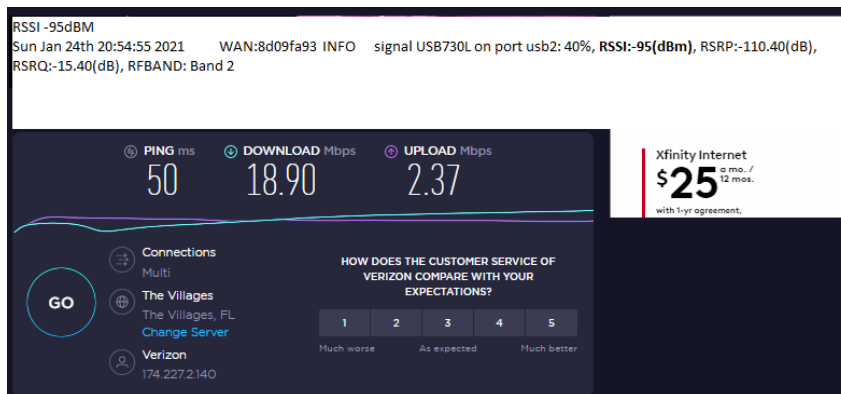 RSSI -95dBM
Sun Jan 24th 20:54:55 2021 WAN:8d09fa93 INFO signal USB730L on port usb2: 40%, RSSI:-95(dBm), RSRP:-110.40(dB),
RSRQ:-15.40(dB), RFBAND: Band 2
PING ms
50
DOWNLOAD Mbps
18.90
UPLOAD Mbps
2.37
Xfinity Internet
$25 a mo. /
12 mos.
with 1-yr agreement,
GO
Connections
Multi
The Villages
The Villages, FL
Change Server
Verizon
174.227.2.140
HOW DOES THE CUSTOMER SERVICE OF
VERIZON COMPARE WITH YOUR
EXPECTATIONS?
1 2 3 4 5
Much worse As expected Much better